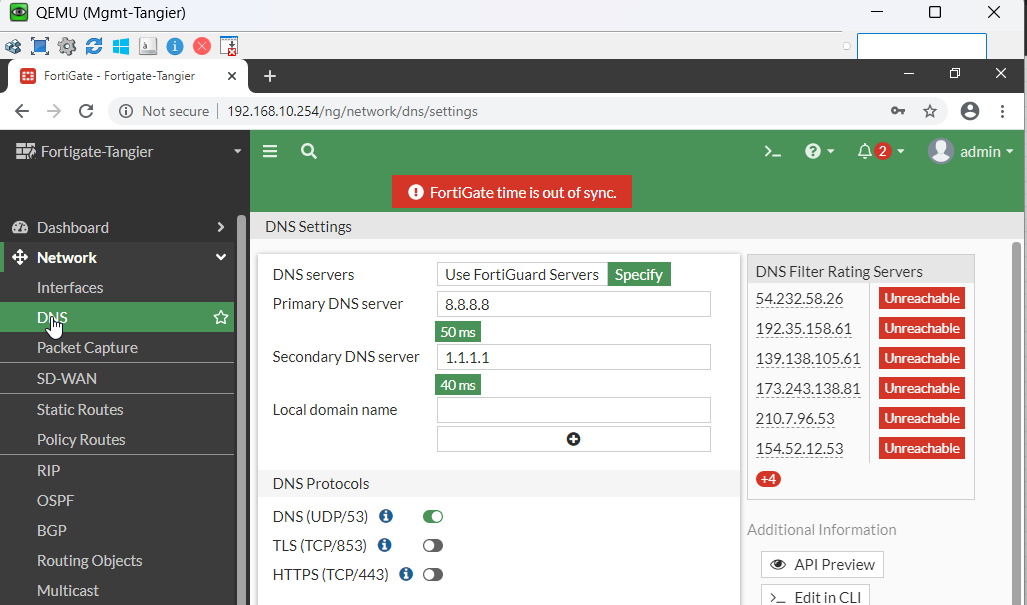 QEMU (Mgmt-Tangier)
FortiGate - Fortigate-Tangier
Not secure
192.168.10.254/ng/network/dns/settings
Fortigate-Tangier
2
admin
FortiGate time is out of sync.
Dashboard
Network
Interfaces
DNS
Packet Capture
SD-WAN
Static Routes
Policy Routes
RIP
OSPF
BGP
Routing Objects
Multicast
DNS Settings
DNS servers
Use FortiGuard Servers Specify
Primary DNS server
8.8.8.8
50 ms
Secondary DNS server
1.1.1.1
40 ms
Local domain name
DNS Protocols
DNS (UDP/53)
TLS (TCP/853)
HTTPS (TCP/443)
DNS Filter Rating Servers
54.232.58.26 Unreachable
192.35.158.61 Unreachable
139.138.105.61 Unreachable
173.243.138.81 Unreachable
210.7.96.53 Unreachable
154.52.12.53 Unreachable
+4
Additional Information
API Preview
>_ Edit in CLI